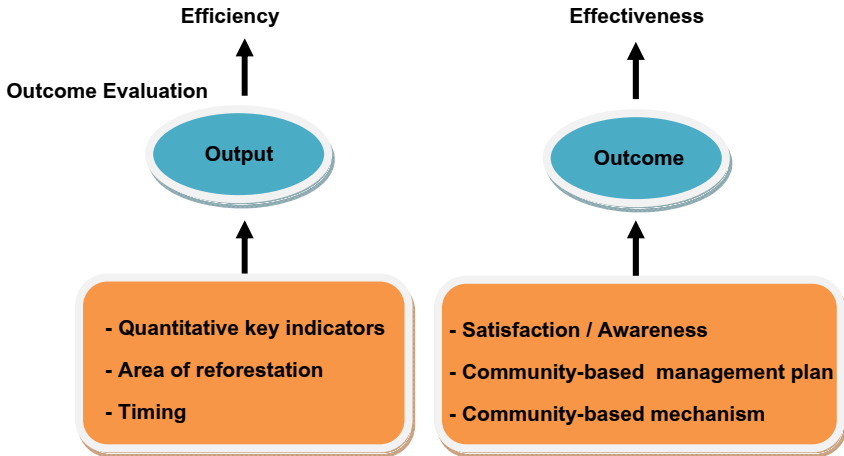 Efficiency
Effectiveness
Outcome Evaluation
Output
Outcome
- Quantitative key indicators
- Area of reforestation
- Timing
- Satisfaction / Awareness
- Community-based  management plan
- Community-based mechanism